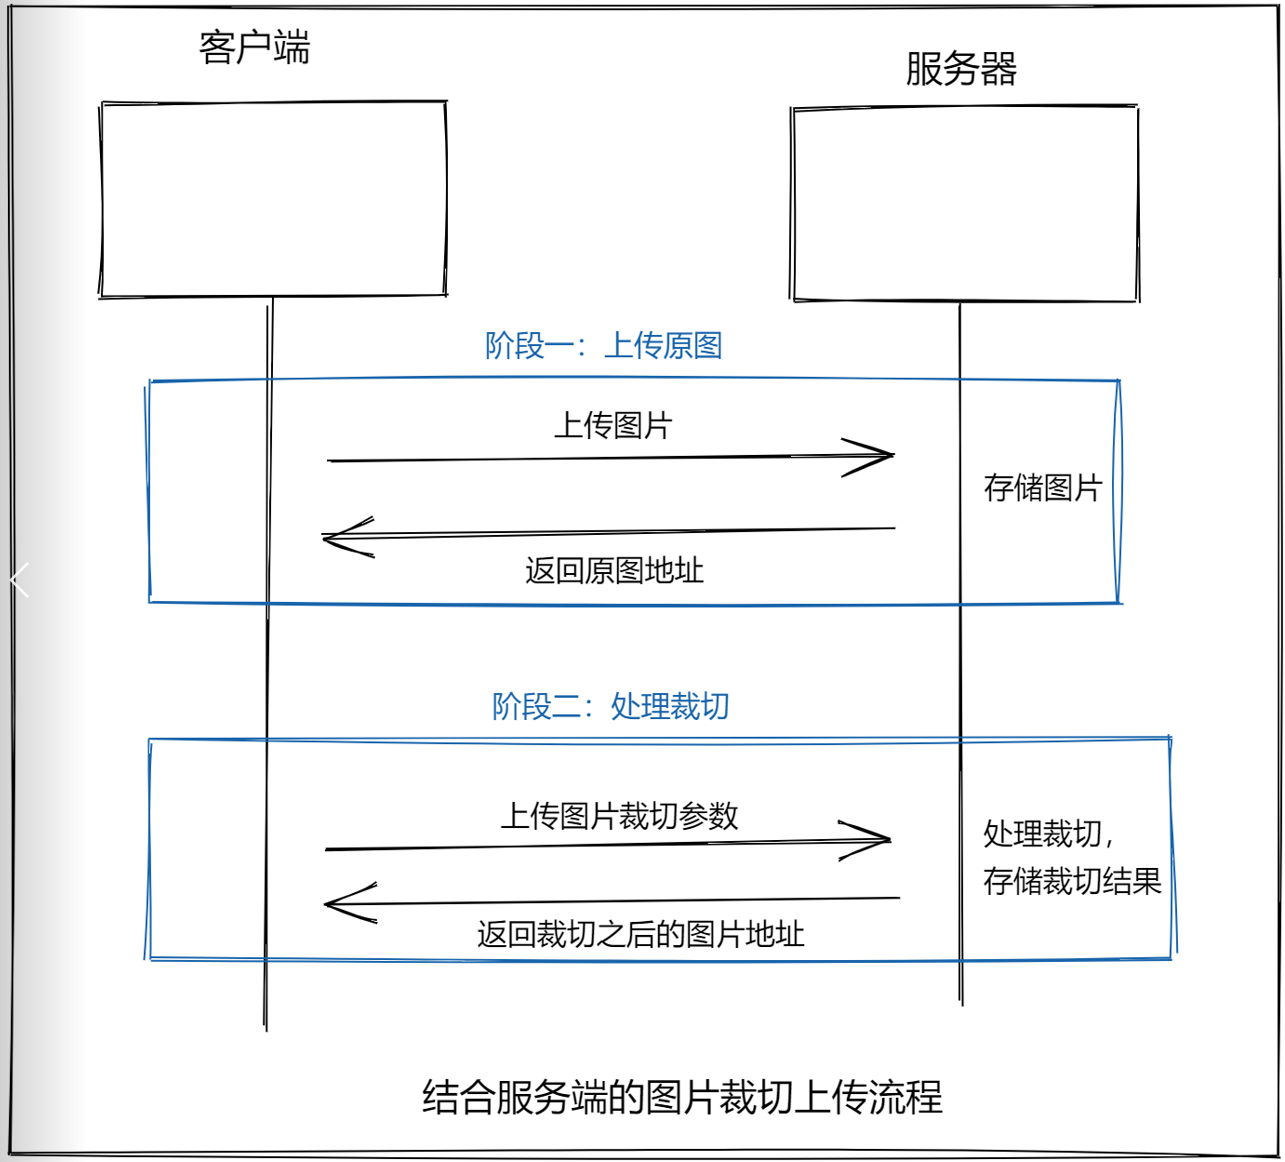 客户端
服务器
阶段一：上传原图
上传图片
存储图片
返回原图地址
阶段二：处理裁切
上传图片裁切参数
处理裁切，
存储裁切结果
返回裁切之后的图片地址
结合服务端的图片裁切上传流程